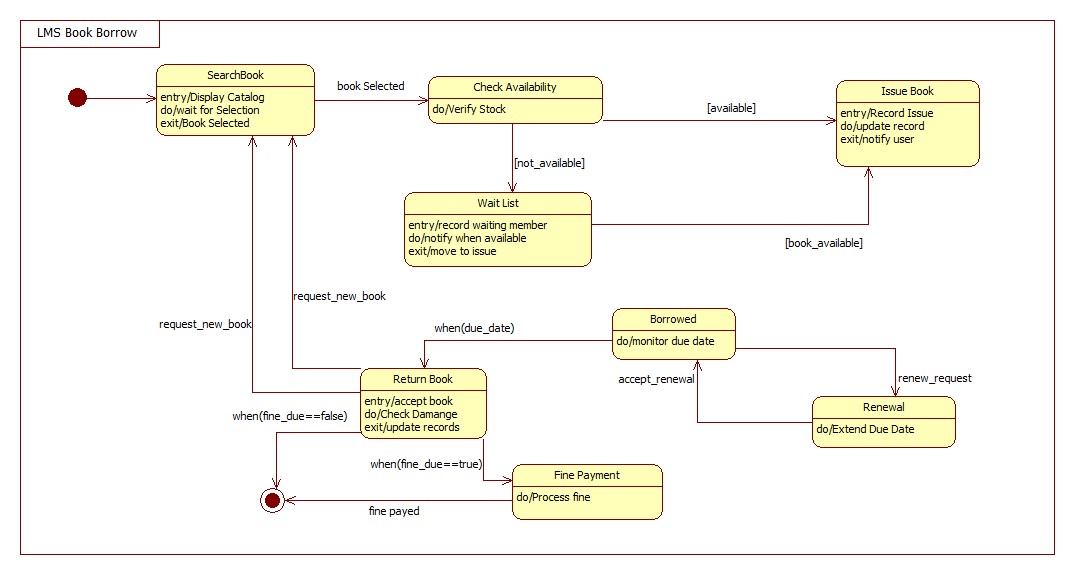 LMS Book Borrow
SearchBook
entry/Display Catalog
do/wait for Selection
exit/Book Selected
book Selected
Check Availability
do/Verify Stock
[available]
Issue Book
entry/Record Issue
do/update record
exit/notify user
[not_available]
Wait List
entry/record waiting member
do/notify when available
exit/move to issue
[book_available]
request_new_book
request_new_book
when(due_date)
Borrowed
do/monitor due date
accept_renewal
renew_request
Renewal
do/Extend Due Date
Return Book
entry/accept book
do/Check Damange
exit/update records
when(fine_due==false)
when(fine_due==true)
Fine Payment
do/Process fine
fine payed